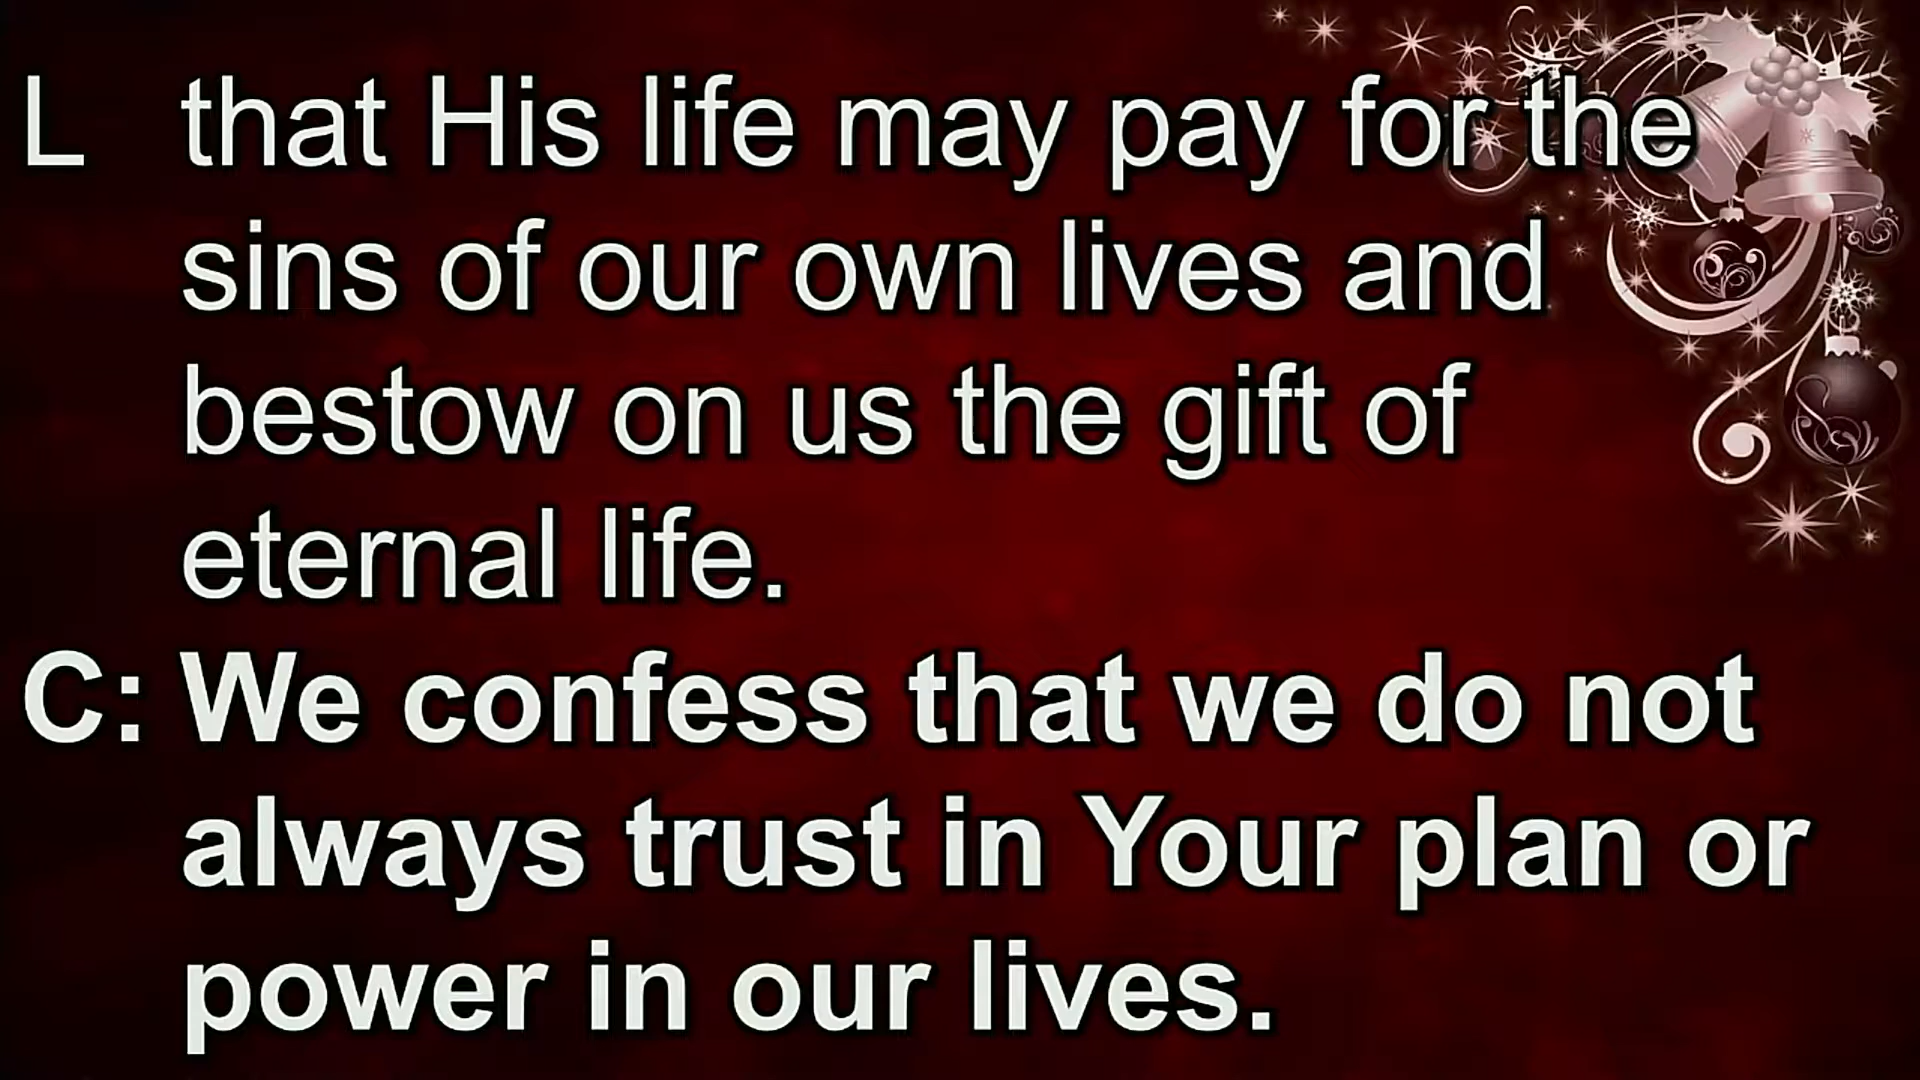 L that His life may pay for the
sins of our own lives and
bestow on us the gift of
eternal life.
C: We confess that we do not
always trust in Your plan or
power in our lives.